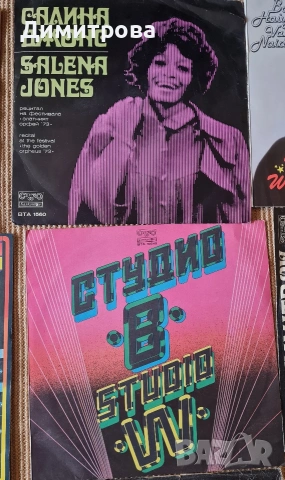 Димитрова
САЛИНА
ДЖОНС
SALENA
JONES
рецитал
на фестивала
„златният
орфей '73“
recital
at the festival
«the golden
orpheus '73»
ВТА 1560
СТУДИО
В
STUDIO
W
BAZAR